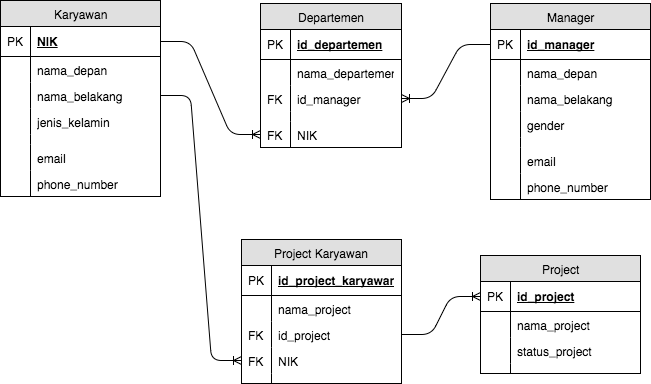 Karyawan
PK NIK
nama_depan
nama_belakang
jenis_kelamin
email
phone_number
Departemen
PK id_departemen
nama_departemer
FK id_manager
FK NIK
Manager
PK id_manager
nama_depan
nama_belakang
gender
email
phone_number
Project Karyawan
PK id_project_karyawar
nama_project
FK id_project
FK NIK
Project
PK id_project
nama_project
status_project